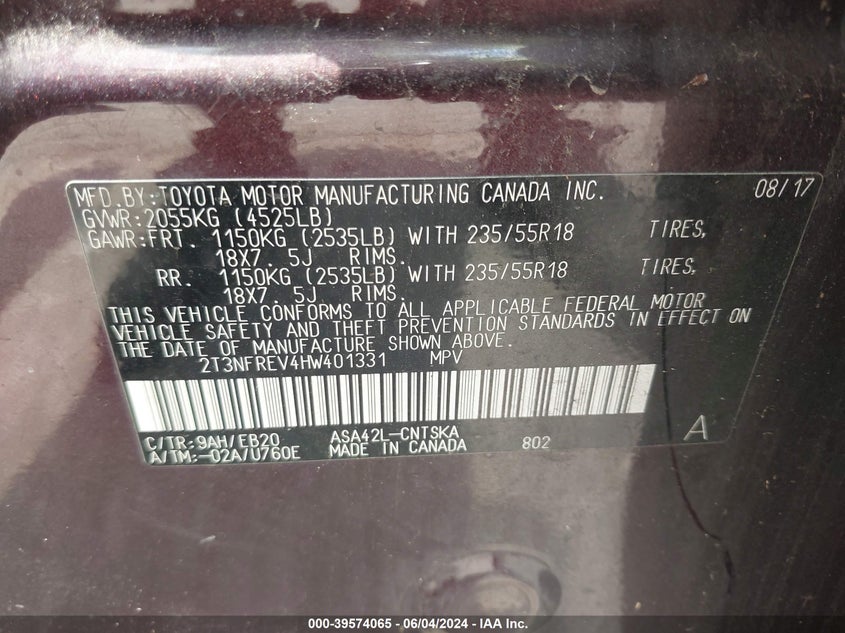 MFD.BY:TOYOTA MOTOR MANUFACTURING CANADA INC. 08/17
GVWR:2055KG (4525LB)
GAWR:FRT. 1150KG (2535LB) WITH 235/55R18 TIRES,
18X7. 5J RIMS.
RR. 1150KG (2535LB) WITH 235/55R18 TIRES,
18X7. 5J RIMS.
THIS VEHICLE CONFORMS TO ALL APPLICABLE FEDERAL MOTOR
VEHICLE SAFETY AND THEFT PREVENTION STANDARDS IN EFFECT ON
THE DATE OF MANUFACTURE SHOWN ABOVE.
2T3NFREV4HW401331 MPV
C/TR:9AH/EB20 ASA42L-CNTSKA 802 A
A/TM:-02A/U760E MADE IN CANADA
000-39574065 - 06/04/2024 - IAA Inc.